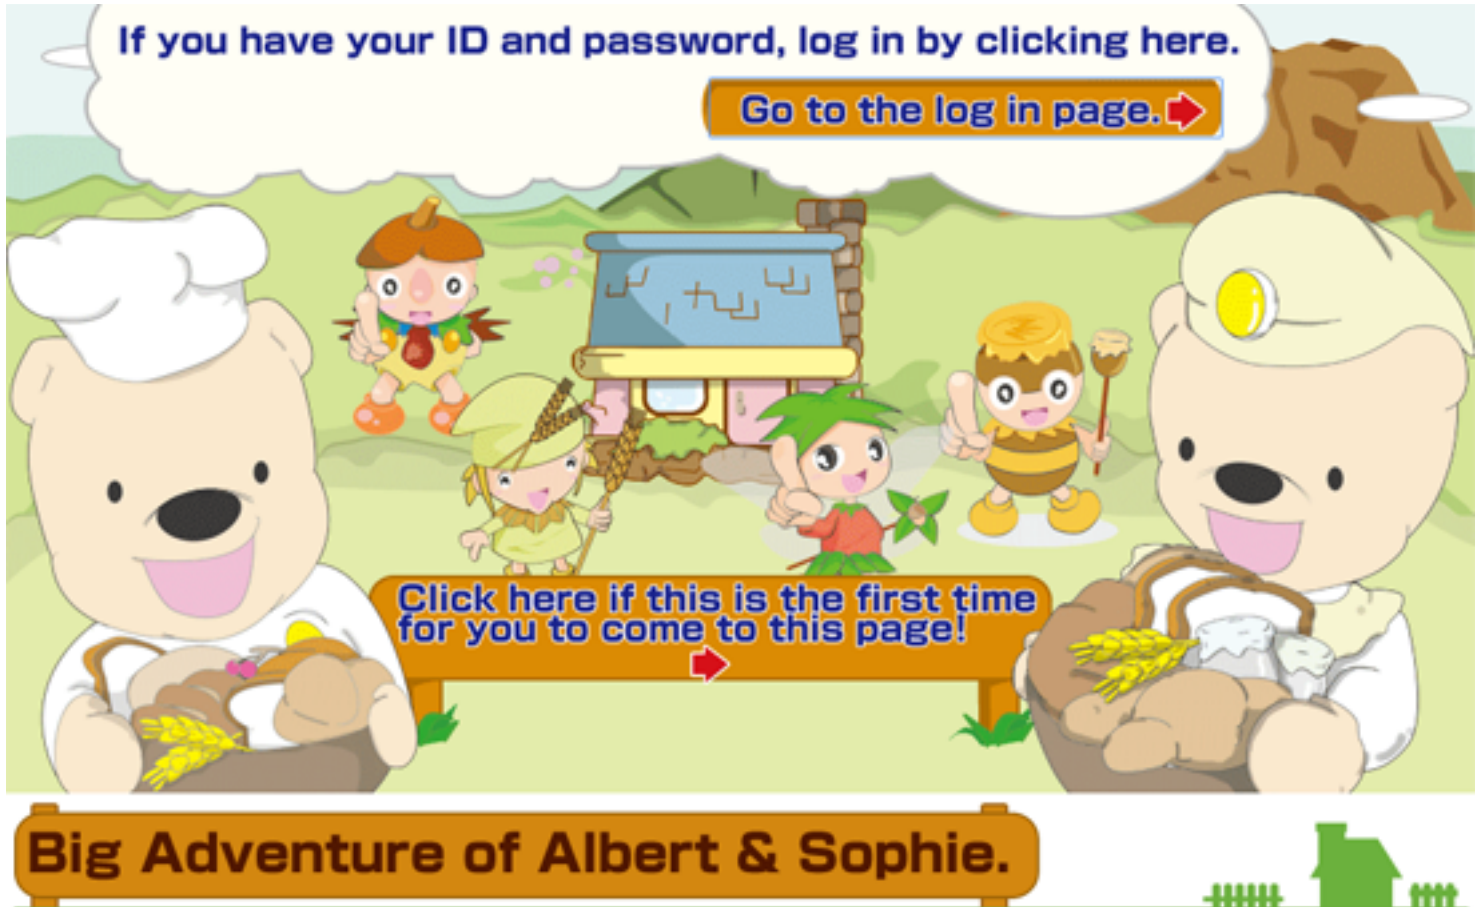 If you have your ID and password, log in by clicking here.
Go to the log in page.
Click here if this is the first time
for you to come to this page!
Big Adventure of Albert & Sophie.